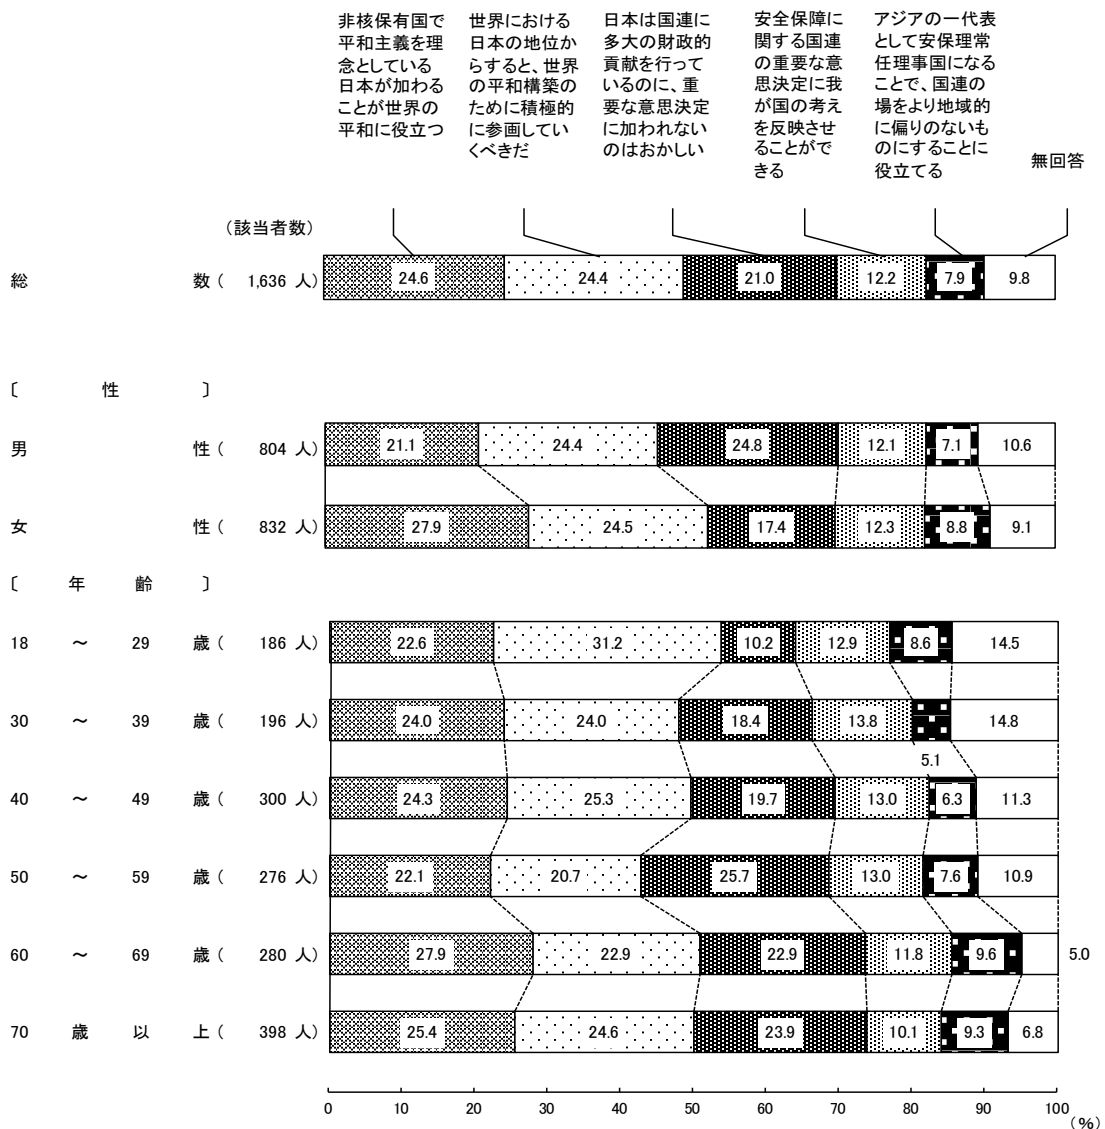 非核保有国で
平和主義を理
念としている
日本が加わる
ことが世界の
平和に役立つ
世界における
日本の地位か
らすると、世界
の平和構築の
ために積極的
に参画してい
くべきだ
日本は国連に
多大の財政的
貢献を行って
いるのに、重
要な意思決定
に加われない
のはおかしい
安全保障に
関する国連
の重要な意
思決定に我
が国の考え
を反映させ
ることがで
きる
アジアの一代表
として安保理常
任理事国になる
ことで、国連の
場をより地域的
に偏りのないも
のにすることに
役立てる
無回答
(該当者数)
総 数 ( 1,636 人) 24.6 24.4 21.0 12.2 7.9 9.8
〔 性 〕
男 性 ( 804 人) 21.1 24.4 24.8 12.1 7.1 10.6
女 性 ( 832 人) 27.9 24.5 17.4 12.3 8.8 9.1
〔 年 齢 〕
18 ~ 29 歳 ( 186 人) 22.6 31.2 10.2 12.9 8.6 14.5
30 ~ 39 歳 ( 196 人) 24.0 24.0 18.4 13.8 14.8
5.1
40 ~ 49 歳 ( 300 人) 24.3 25.3 19.7 13.0 6.3 11.3
50 ~ 59 歳 ( 276 人) 22.1 20.7 25.7 13.0 7.6 10.9
60 ~ 69 歳 ( 280 人) 27.9 22.9 22.9 11.8 9.6 5.0
70 歳 以 上 ( 398 人) 25.4 24.6 23.9 10.1 9.3 6.8
0 10 20 30 40 50 60 70 80 90 100
(%)